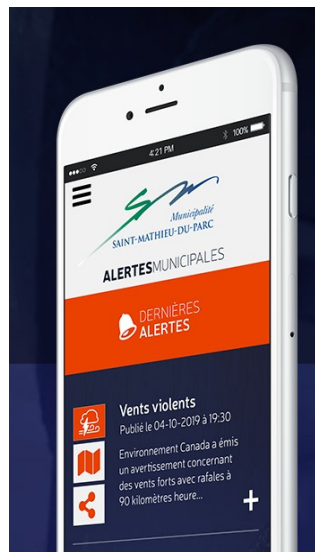 4:21 PM
100%
Municipalité
SAINT-MATHIEU-DU-PARC
ALERTESMUNICIPALES
DERNIÈRES
ALERTES
Vents violents
Publié le 04-10-2019 à 19:30
Environnement Canada a émis
un avertissement concernant
des vents forts avec rafales à
90 kilomètres heure...